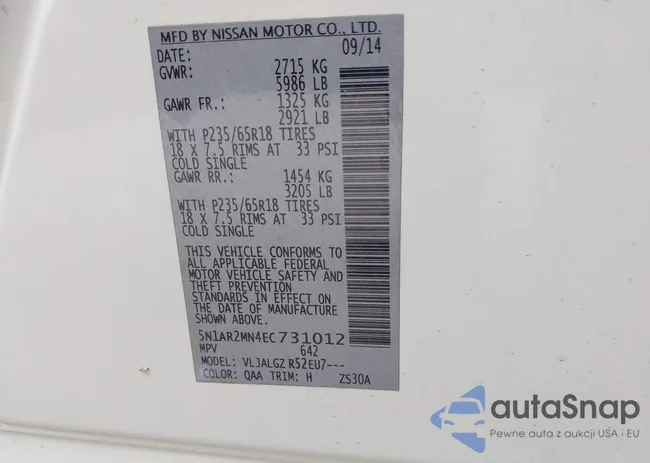 MFD BY NISSAN MOTOR CO., LTD.
DATE: 09/14
GVWR: 2715 KG
5986 LB
GAWR FR.: 1325 KG
2921 LB
WITH P235/65R18 TIRES
18 X 7.5 RIMS AT 33 PSI
COLD SINGLE
GAWR RR.: 1454 KG
3205 LB
WITH P235/65R18 TIRES
18 X 7.5 RIMS AT 33 PSI
COLD SINGLE
THIS VEHICLE CONFORMS TO
ALL APPLICABLE FEDERAL
MOTOR VEHICLE SAFETY AND
THEFT PREVENTION
STANDARDS IN EFFECT ON
THE DATE OF MANUFACTURE
SHOWN ABOVE.
5N1AR2MN4EC731012
MPV 642
MODEL: VLJALGZ R52EU7---
COLOR: QAA TRIM: H ZS30A
autaSnap
Pewne auta z aukcji USA i EU